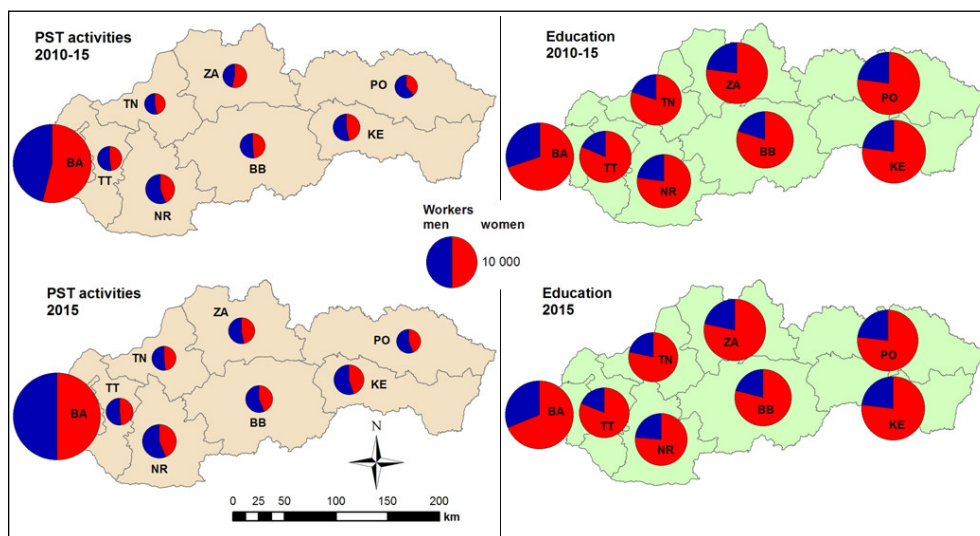 PST activities
2010-15
ZA
PO
TN
KE
BA
TT
BB
NR
Education
2010-15
ZA
PO
TN
BB
KE
BA
TT
NR
Workers
men women
10 000
PST activities
2015
ZA
PO
TN
KE
TT
BA
BB
NR
N
0 25 50 100 150 200
km
Education
2015
ZA
PO
TN
BB
KE
BA
TT
NR